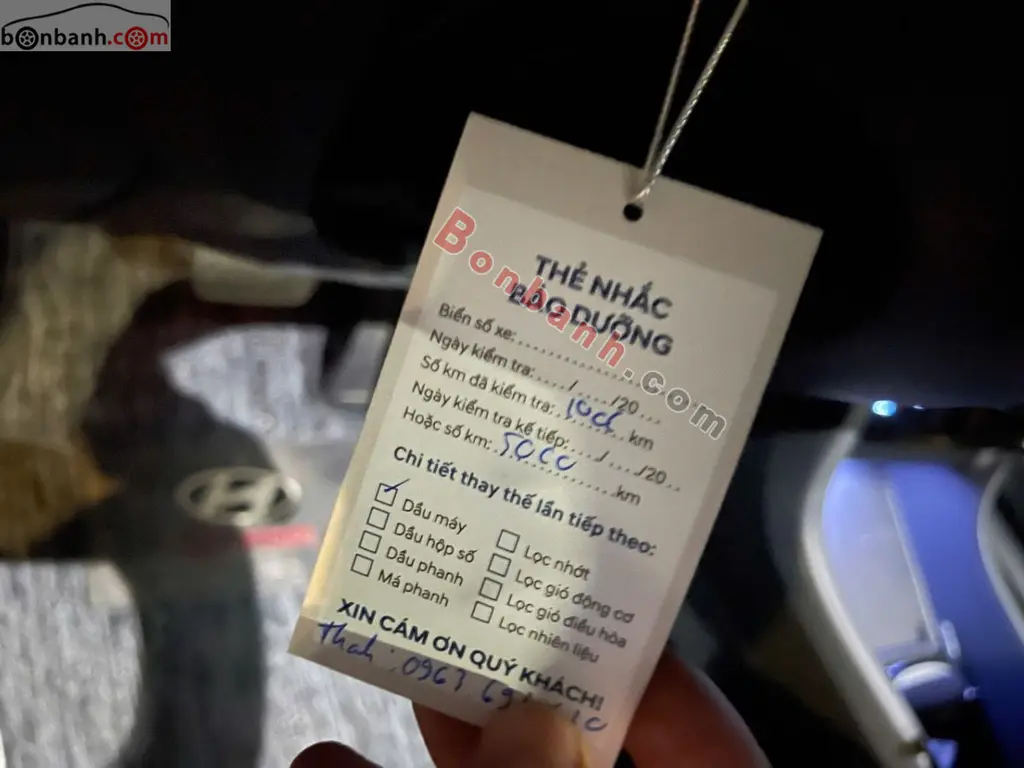 bonbanh.com
THẺ NHẮC
BẢO DƯỠNG
Bonbanh.com
Biển số xe:....................
Ngày kiểm tra:..../..../20...
Số km đã kiểm tra:..........km
Ngày kiểm tra kế tiếp:.../.../20..
Hoặc số km: 5000 ..........km
Chi tiết thay thế lần tiếp theo:
Dầu máy
Dầu hộp số
Dầu phanh
Má phanh
Lọc nhớt
Lọc gió động cơ
Lọc gió điều hòa
Lọc nhiên liệu
XIN CÁM ƠN QUÝ KHÁCH!